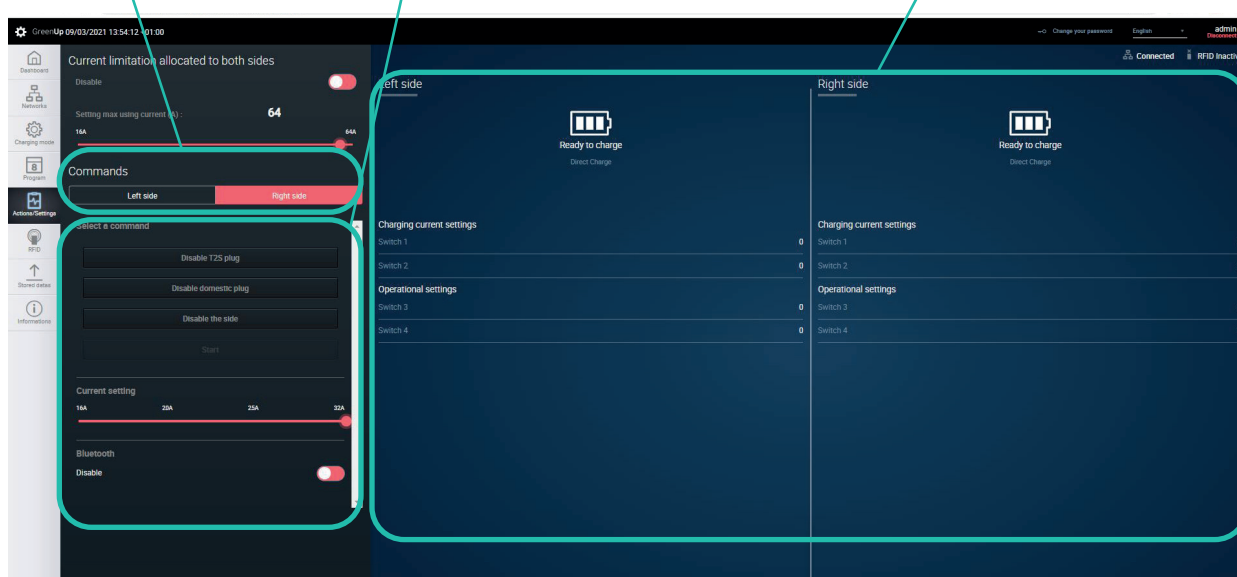 GreenUp 09/03/2021 13:54:12 +01:00
Change your password English admin
Disconnect
Connected RFID Inactiv
Dashboard
Networks
Charging mode
8
Program
Actions/Settings
RFID
Stored datas
Informations
Current limitation allocated to both sides
Disable
Setting max using current (A) : 64
16A 64A
Commands
Left side Right side
Select a command
Disable T2S plug
Disable domestic plug
Disable the side
Start
Current setting
16A 20A 25A 32A
Bluetooth
Disable
Left side
Ready to charge
Direct Charge
Charging current settings
Switch 1 0
Switch 2 0
Operational settings
Switch 3 0
Switch 4 0
Right side
Ready to charge
Direct Charge
Charging current settings
Switch 1
Switch 2
Operational settings
Switch 3
Switch 4